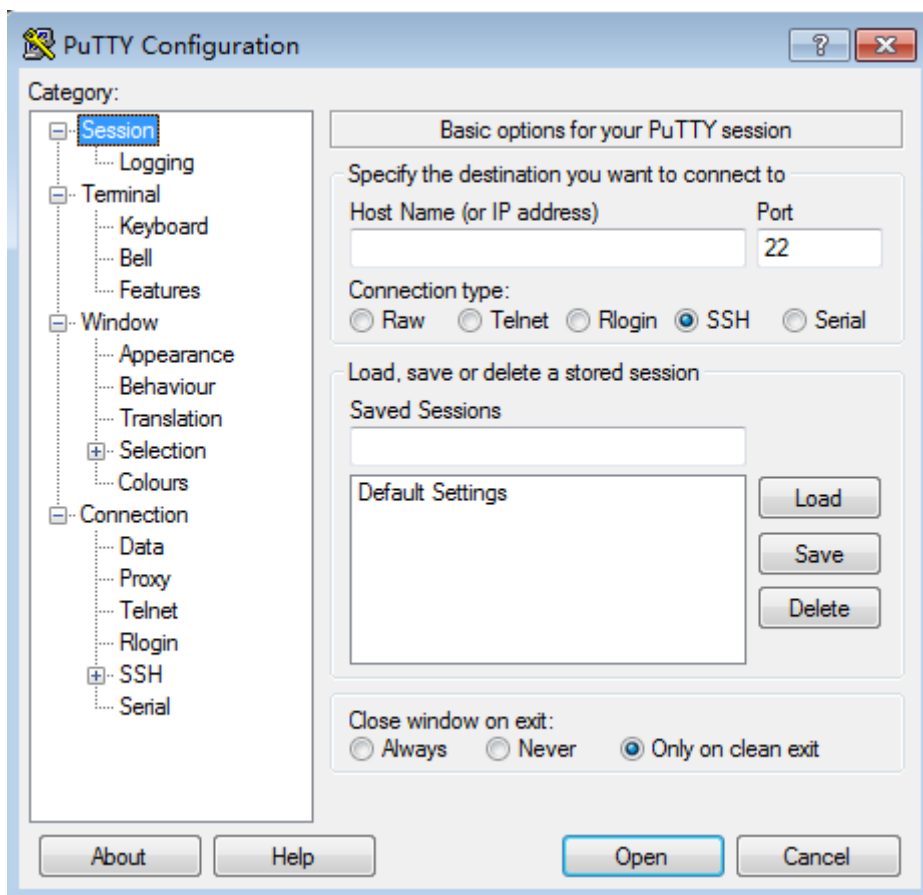 PuTTY Configuration
?
Category:
Session
Logging
Terminal
Keyboard
Bell
Features
Window
Appearance
Behaviour
Translation
Selection
Colours
Connection
Data
Proxy
Telnet
Rlogin
SSH
Serial
Basic options for your PuTTY session
Specify the destination you want to connect to
Host Name (or IP address) Port
22
Connection type:
Raw Telnet Rlogin SSH Serial
Load, save or delete a stored session
Saved Sessions
Default Settings
Load
Save
Delete
Close window on exit:
Always Never Only on clean exit
About Help Open Cancel